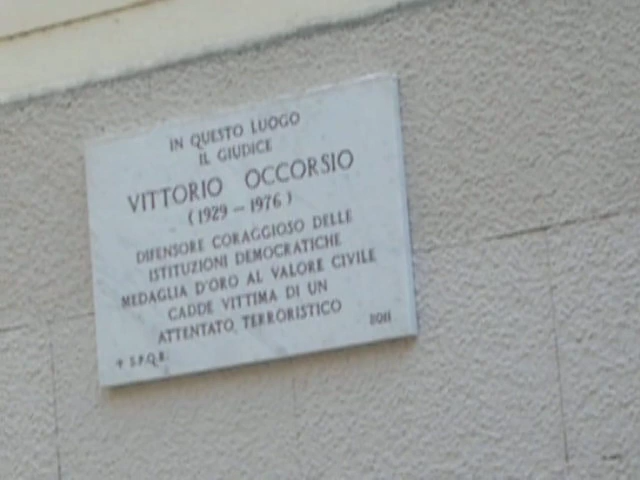 IN QUESTO LUOGO
IL GIUDICE
VITTORIO OCCORSIO
(1929 - 1976)
DIFENSORE CORAGGIOSO DELLE
ISTITUZIONI DEMOCRATICHE
MEDAGLIA D'ORO AL VALORE CIVILE
CADDE VITTIMA DI UN
ATTENTATO TERRORISTICO
S.P.Q.R.